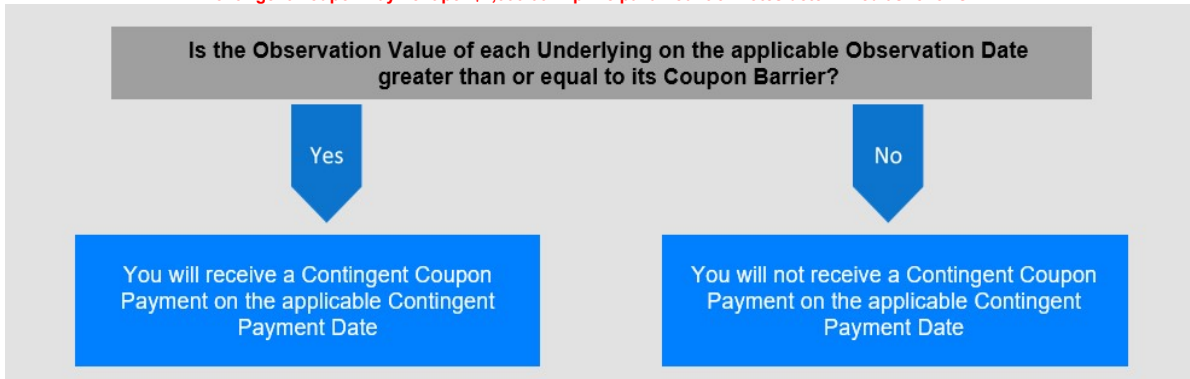 Is the Observation Value of each Underlying on the applicable Observation Date
greater than or equal to its Coupon Barrier?
Yes
No
You will receive a Contingent Coupon
Payment on the applicable Contingent
Payment Date
You will not receive a Contingent Coupon
Payment on the applicable Contingent
Payment Date